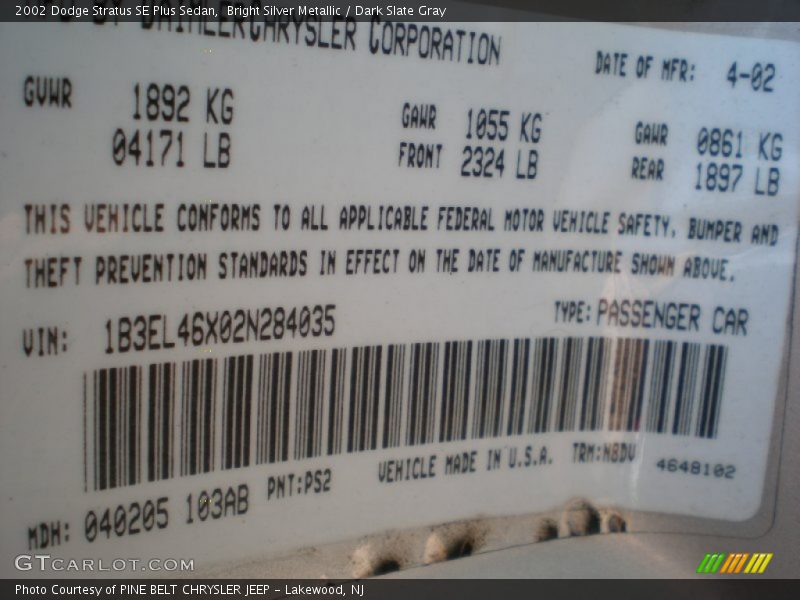 2002 Dodge Stratus SE Plus Sedan, Bright Silver Metallic / Dark Slate Gray
BY DAIMLERCHRYSLER CORPORATION
DATE OF MFR: 4-02
GVWR 1892 KG GAWR 1055 KG GAWR 0861 KG
04171 LB FRONT 2324 LB REAR 1897 LB
THIS VEHICLE CONFORMS TO ALL APPLICABLE FEDERAL MOTOR VEHICLE SAFETY, BUMPER AND
THEFT PREVENTION STANDARDS IN EFFECT ON THE DATE OF MANUFACTURE SHOWN ABOVE.
VIN: 1B3EL46X02N284035 TYPE: PASSENGER CAR
MDH: 040205 103AB PNT:PS2 VEHICLE MADE IN U.S.A. TRM:N8DV 4648102
GTCARLOT.COM
Photo Courtesy of PINE BELT CHRYSLER JEEP - Lakewood, NJ